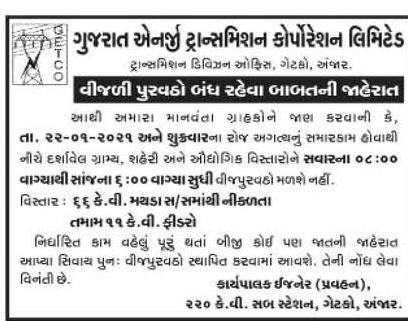 GETCO
ગુજરાત એનર્જી ટ્રાન્સમિશન કોર્પોરેશન લિમિટેડ
ટ્રાન્સમિશન ડિવિઝન ઓફિસ, ગેટકો, અંજાર.
વીજળી પુરવઠો બંધ રહેવા બાબતની જાહેરાત
આથી અમારા માનવંતા ગ્રાહકોને જાણ કરવાની કે,
તા. ૨૨-૦૧-૨૦૨૧ અને શુક્રવારના રોજ અગત્યનું સમારકામ હોવાથી
નીચે દર્શાવેલ ગ્રામ્ય, શહેરી અને ઔદ્યોગિક વિસ્તારોને સવારના ૦૮:૦૦
વાગ્યાથી સાંજના ૬:૦૦ વાગ્યા સુધી વીજપુરવઠો મળશે નહીં.
વિસ્તાર : ૬૬ કે.વી. મથડા સ/સમાંથી નીકળતા
તમામ ૧૧ કે.વી. ફીડરો
નિર્ધારિત કામ વહેલું પૂરું થતાં બીજી કોઈ પણ જાતની જાહેરાત
આપ્યા સિવાય પુનઃ વીજપુરવઠો સ્થાપિત કરવામાં આવશે. તેની નોંધ લેવા
વિનંતી છે.
કાર્યપાલક ઈજનેર (પ્રવહન),
૨૨૦ કે.વી. સબ સ્ટેશન, ગેટકો, અંજાર.